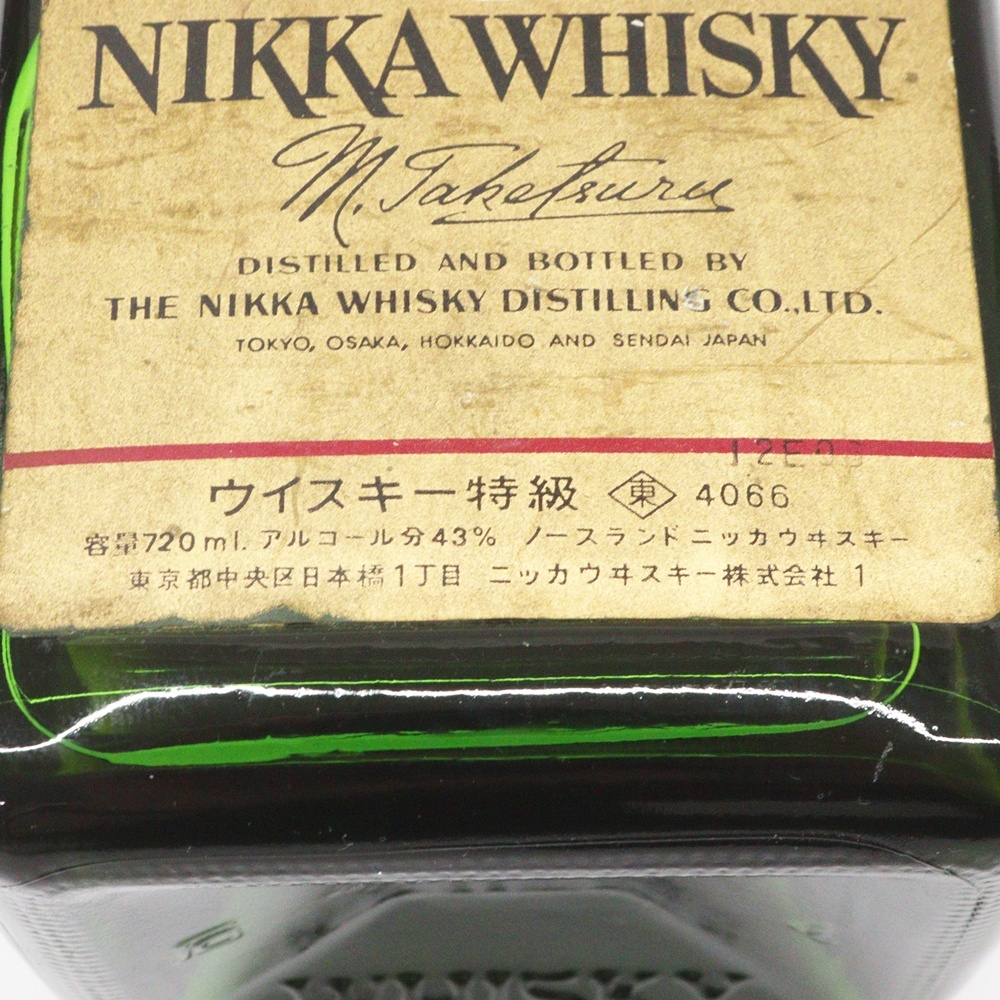 NIKKA WHISKY
M. Taketsuru
DISTILLED AND BOTTLED BY
THE NIKKA WHISKY DISTILLING CO.,LTD.
TOKYO, OSAKA, HOKKAIDO AND SENDAI JAPAN
ウイスキー特級 東 4066
容量720ml. アルコール分43% ノースランドニッカウヰスキー
東京都中央区日本橋1丁目 ニッカウヰスキー株式会社 1